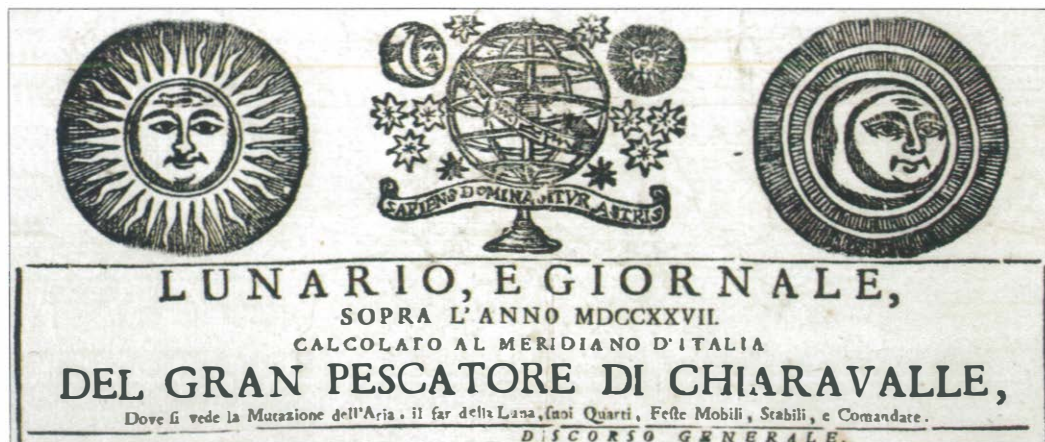 SAPIENS DOMINABITVR ASTRIS
LUNARIO, E GIORNALE,
SOPRA L'ANNO MDCCXXVII.
CALCOLATO AL MERIDIANO D'ITALIA
DEL GRAN PESCATORE DI CHIARAVALLE,
Dove si vede la Mutazione dell'Aria, il far della Luna, suoi Quarti, Feste Mobili, Stabili, e Comandate.
DISCORSO GENERALE.